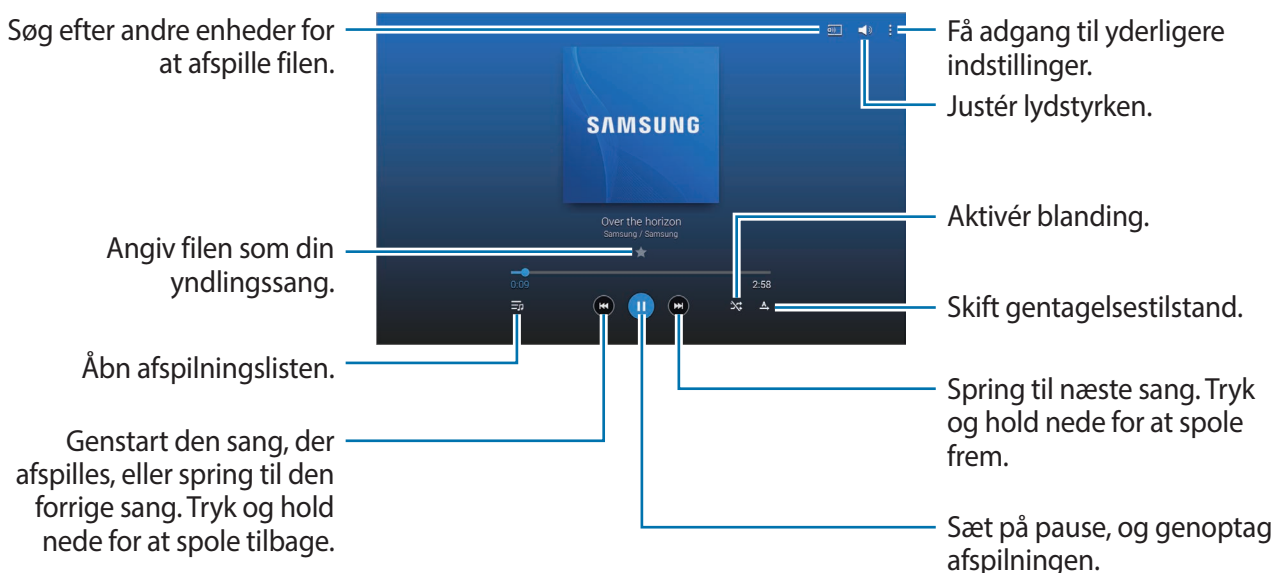 Søg efter andre enheder for
at afspille filen.
Få adgang til yderligere
indstillinger.
Justér lydstyrken.
SAMSUNG
Over the horizon
Samsung / Samsung
Aktivér blanding.
Angiv filen som din
yndlingssang.
0:09
2:58
Skift gentagelsestilstand.
Åbn afspilningslisten.
Spring til næste sang. Tryk
og hold nede for at spole
frem.
Genstart den sang, der
afspilles, eller spring til den
forrige sang. Tryk og hold
nede for at spole tilbage.
Sæt på pause, og genoptag
afspilningen.